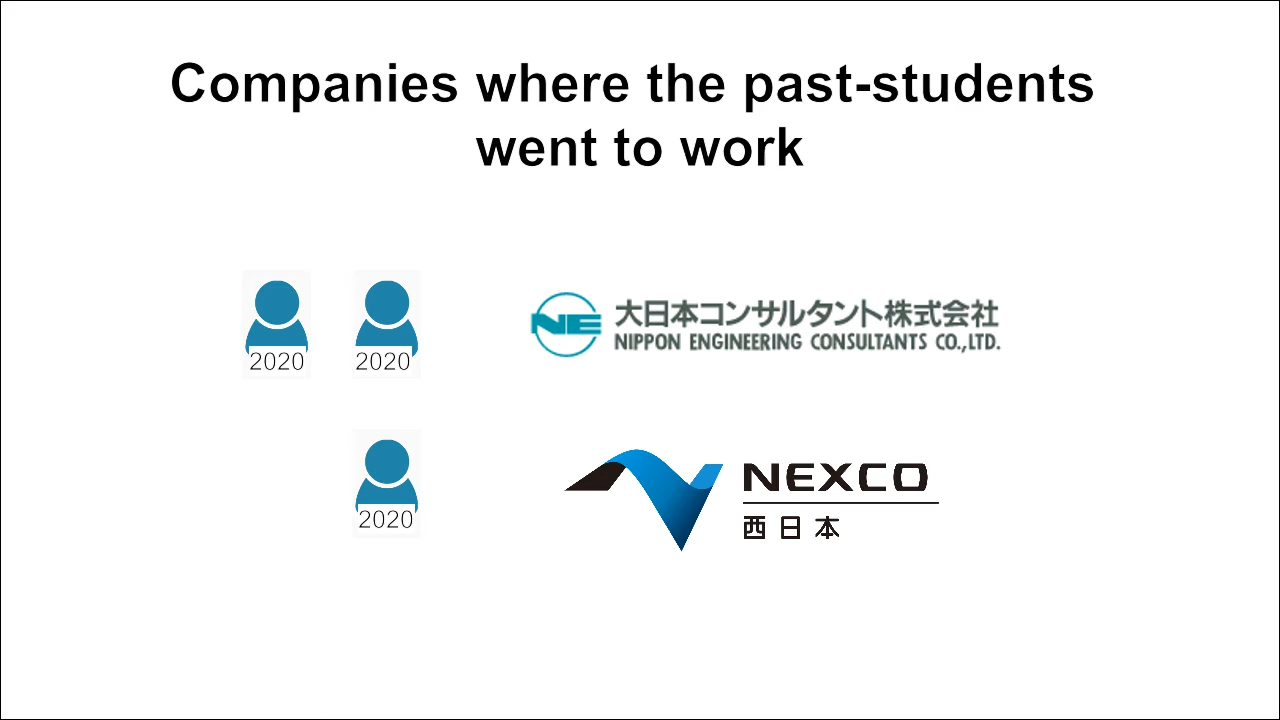 Companies where the past-students
went to work
2020 2020
NE 大日本コンサルタント株式会社
NIPPON ENGINEERING CONSULTANTS CO.,LTD.
2020
NEXCO
西日本